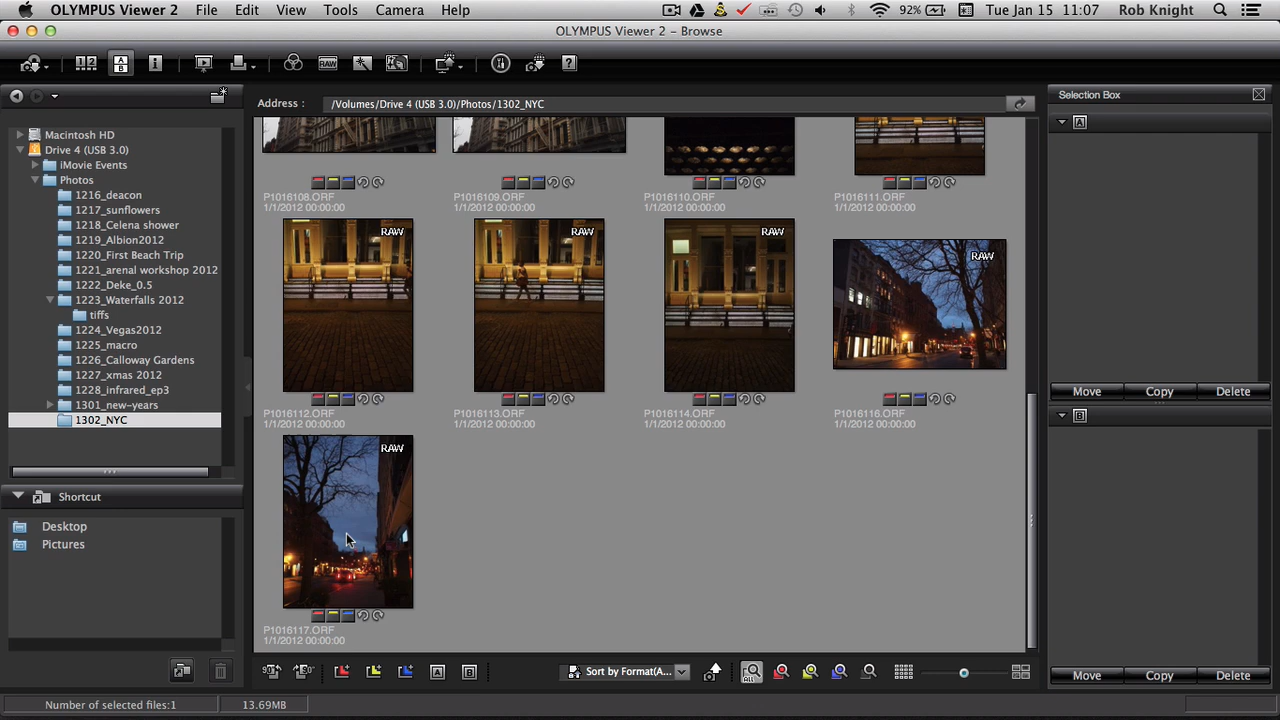 OLYMPUS Viewer 2 File Edit View Tools Camera Help 92% Tue Jan 15 11:07 Rob Knight
OLYMPUS Viewer 2 – Browse
Address : /Volumes/Drive 4 (USB 3.0)/Photos/1302_NYC
Macintosh HD
Drive 4 (USB 3.0)
iMovie Events
Photos
1216_deacon
1217_sunflowers
1218_Celena shower
1219_Albion2012
1220_First Beach Trip
1221_arenal workshop 2012
1222_Deke_0.5
1223_Waterfalls 2012
tiffs
1224_Vegas2012
1225_macro
1226_Calloway Gardens
1227_xmas 2012
1228_infrared_ep3
1301_new-years
1302_NYC
Shortcut
Desktop
Pictures
P1016108.ORF P1016109.ORF P1016110.ORF P1016111.ORF
1/1/2012 00:00:00 1/1/2012 00:00:00 1/1/2012 00:00:00 1/1/2012 00:00:00
RAW RAW RAW RAW
P1016112.ORF P1016113.ORF P1016114.ORF P1016116.ORF
1/1/2012 00:00:00 1/1/2012 00:00:00 1/1/2012 00:00:00 1/1/2012 00:00:00
RAW
P1016117.ORF
1/1/2012 00:00:00
Sort by Format(A...
ALL
Selection Box
A
Move Copy Delete
B
Move Copy Delete
Number of selected files:1 13.69MB